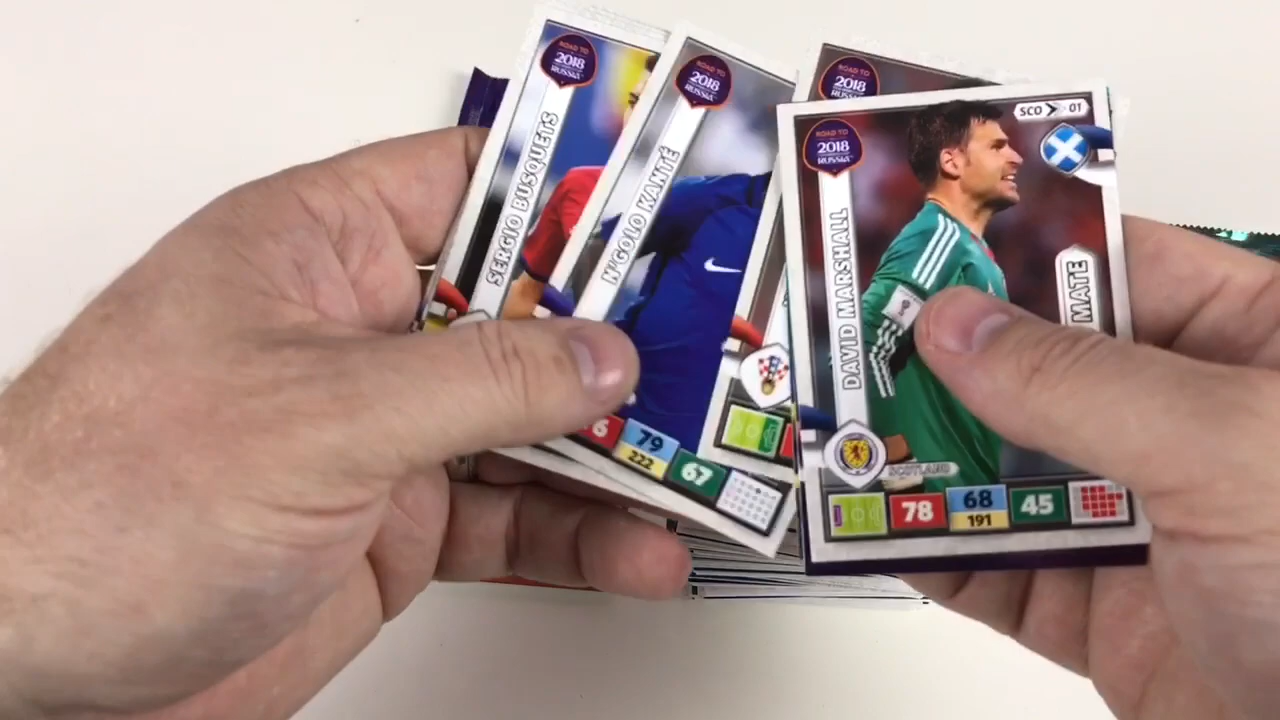 ROAD TO
2018
RUSSIA
SERGIO BUSQUETS
ROAD TO
2018
RUSSIA
N'GOLO KANTÉ
79
222
67
ROAD TO
2018
RUSSIA
SCO 01
ROAD TO
2018
RUSSIA
DAVID MARSHALL
MATE
SCOTLAND
78
68
191
45